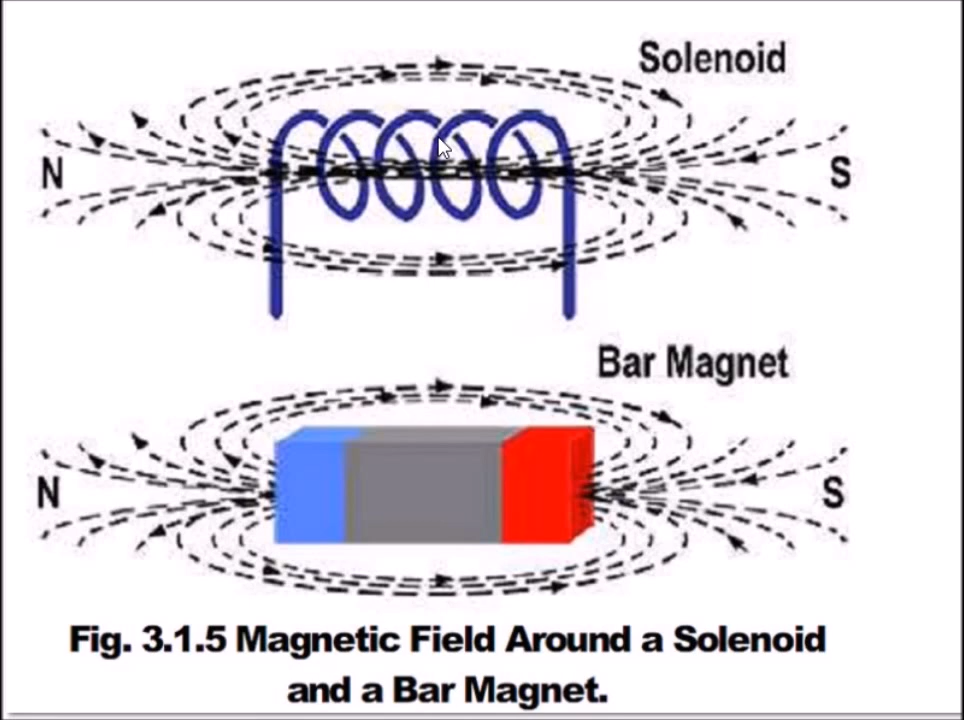 Solenoid
N
S
Bar Magnet
N
S
Fig. 3.1.5 Magnetic Field Around a Solenoid
and a Bar Magnet.